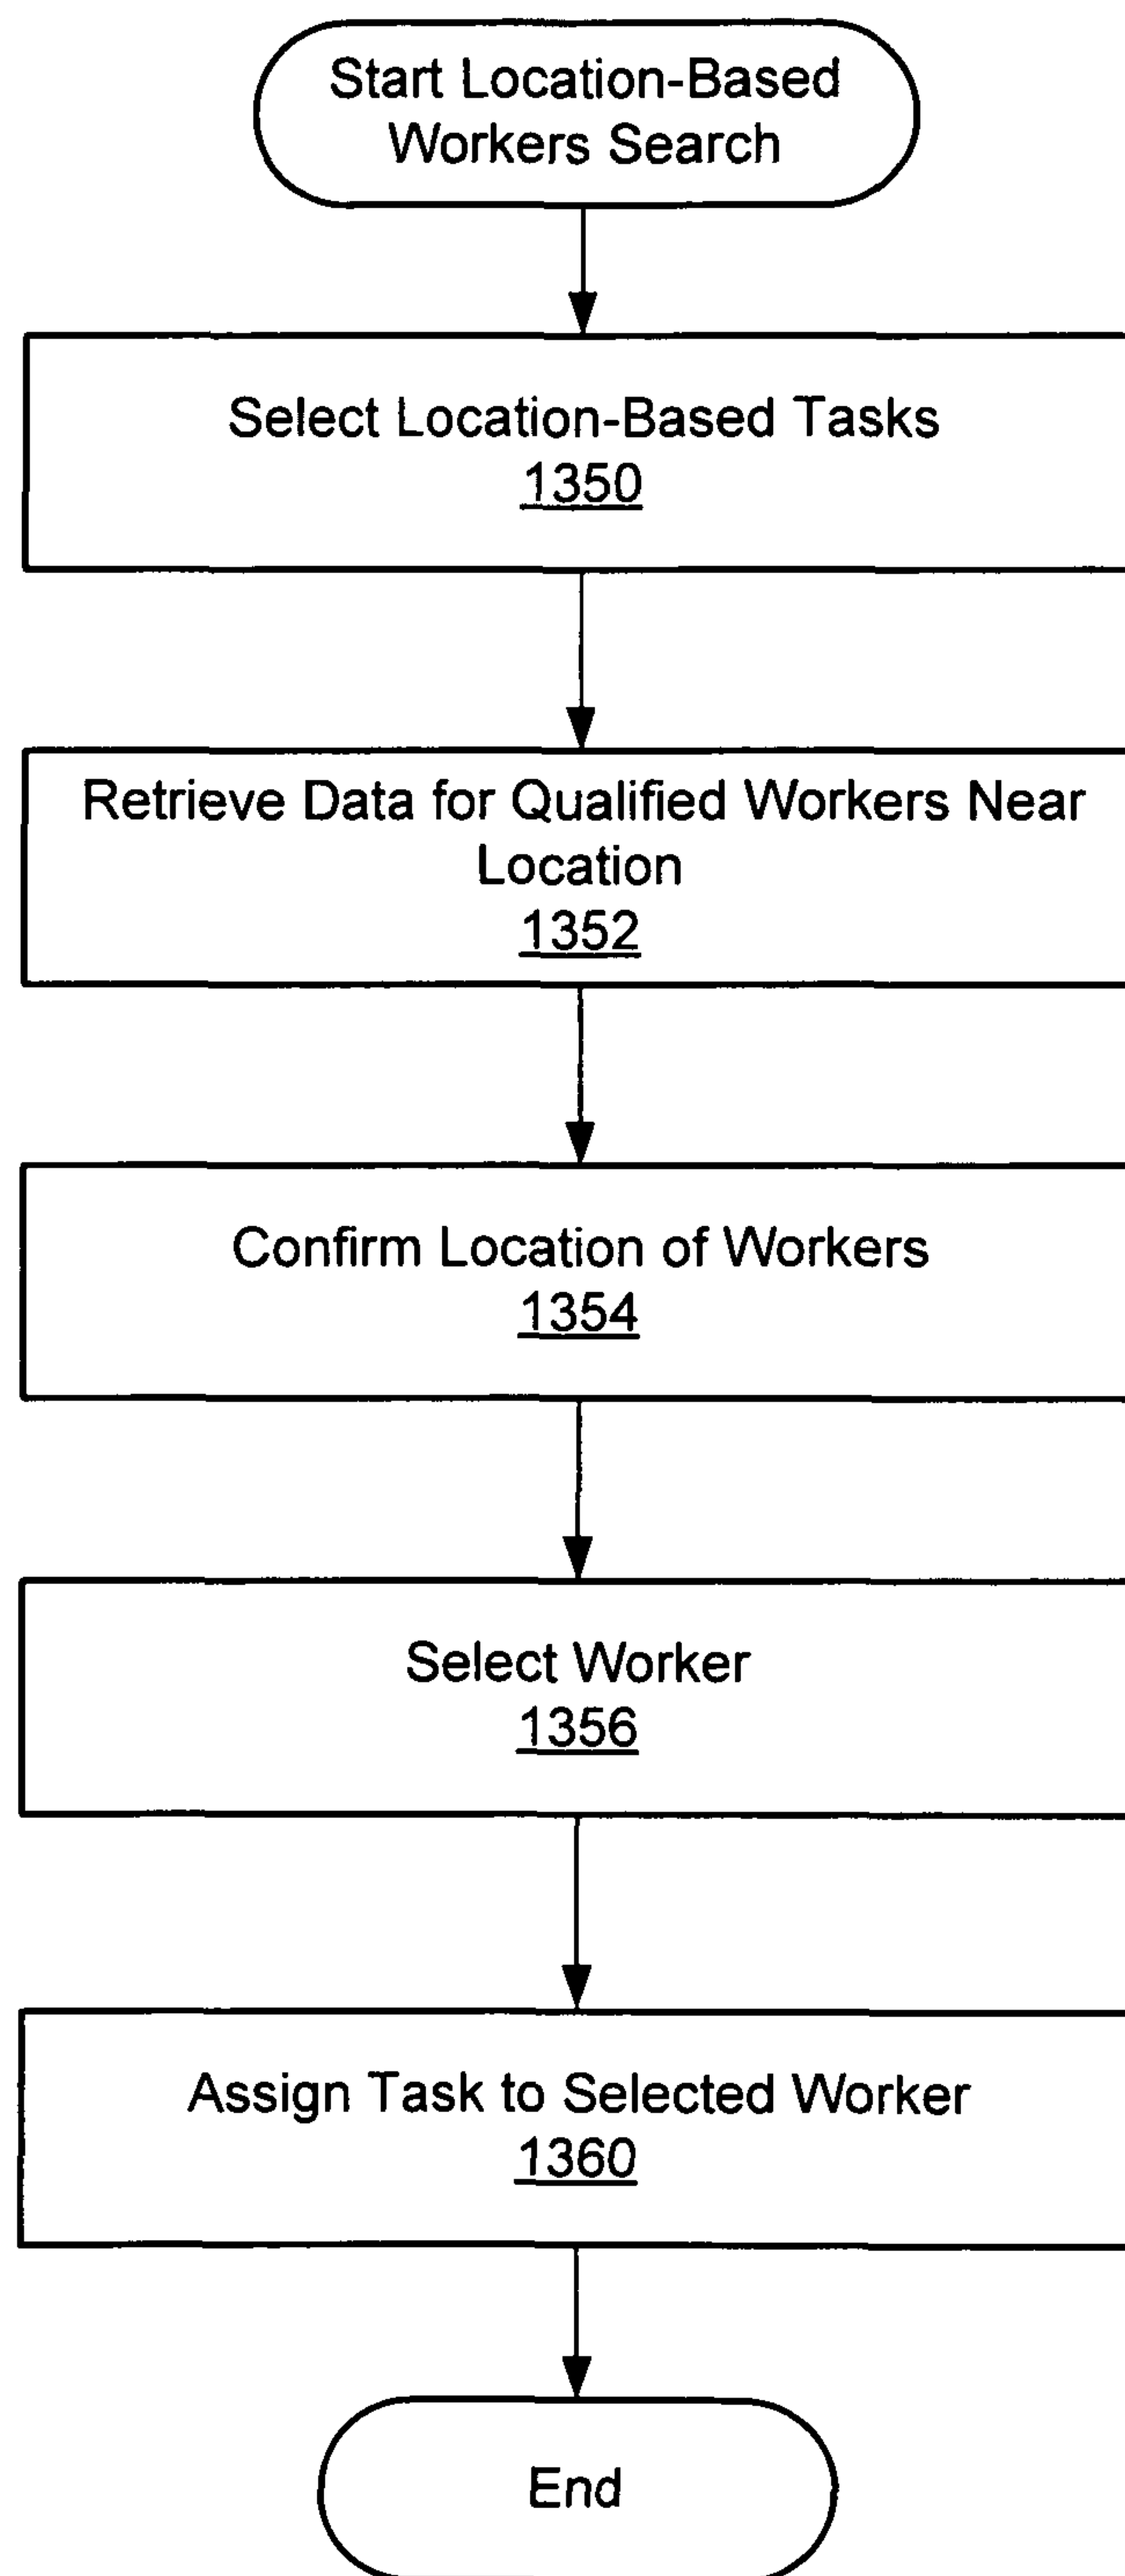 Start Location-Based
Workers Search
Select Location-Based Tasks
1350
Retrieve Data for Qualified Workers Near
Location
1352
Confirm Location of Workers
1354
Select Worker
1356
Assign Task to Selected Worker
1360
End